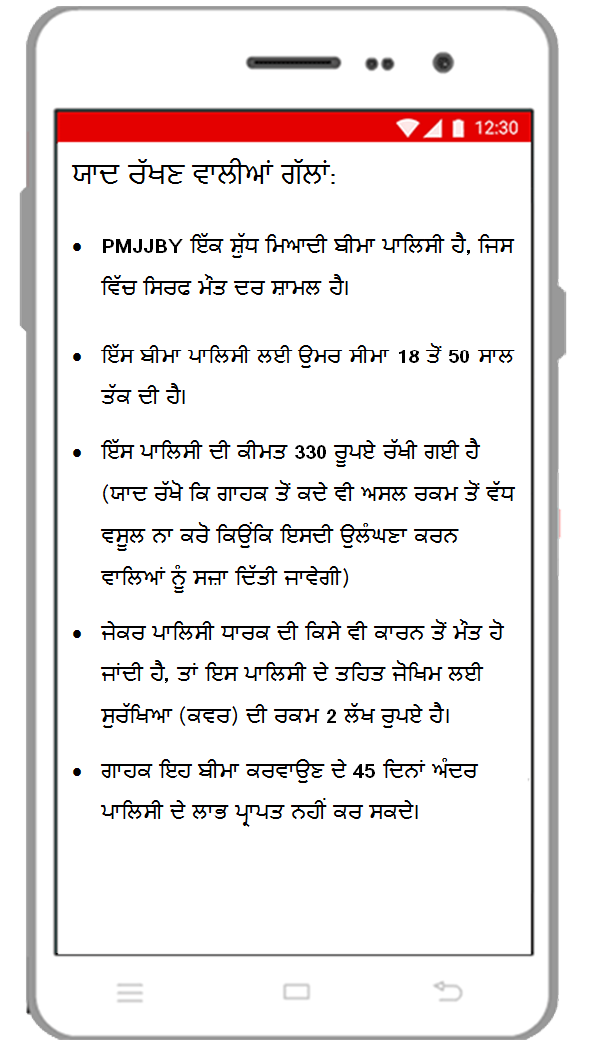 12:30
ਯਾਦ ਰੱਖਣ ਵਾਲੀਆਂ ਗੱਲਾਂ:
• PMJJBY ਇੱਕ ਸ਼ੁੱਧ ਮਿਆਦੀ ਬੀਮਾ ਪਾਲਿਸੀ ਹੈ, ਜਿਸ
ਵਿੱਚ ਸਿਰਫ ਮੌਤ ਦਰ ਸ਼ਾਮਲ ਹੈ।
• ਇੱਸ ਬੀਮਾ ਪਾਲਿਸੀ ਲਈ ਉਮਰ ਸੀਮਾ 18 ਤੋਂ 50 ਸਾਲ
ਤੱਕ ਦੀ ਹੈ।
• ਇੱਸ ਪਾਲਿਸੀ ਦੀ ਕੀਮਤ 330 ਰੂਪਏ ਰੱਖੀ ਗਈ ਹੈ
(ਯਾਦ ਰੱਖੋ ਕਿ ਗਾਹਕ ਤੋਂ ਕਦੇ ਵੀ ਅਸਲ ਰਕਮ ਤੋਂ ਵੱਧ
ਵਸੂਲ ਨਾ ਕਰੋ ਕਿਉਂਕਿ ਇਸਦੀ ਉਲੰਘਣਾ ਕਰਨ
ਵਾਲਿਆਂ ਨੂੰ ਸਜ਼ਾ ਦਿੱਤੀ ਜਾਵੇਗੀ)
• ਜੇਕਰ ਪਾਲਿਸੀ ਧਾਰਕ ਦੀ ਕਿਸੇ ਵੀ ਕਾਰਨ ਤੋਂ ਮੌਤ ਹੋ
ਜਾਂਦੀ ਹੈ, ਤਾਂ ਇਸ ਪਾਲਿਸੀ ਦੇ ਤਹਿਤ ਜੋਖਿਮ ਲਈ
ਸੁਰੱਖਿਆ (ਕਵਰ) ਦੀ ਰਕਮ 2 ਲੱਖ ਰੁਪਏ ਹੈ।
• ਗਾਹਕ ਇਹ ਬੀਮਾ ਕਰਵਾਉਣ ਦੇ 45 ਦਿਨਾਂ ਅੰਦਰ
ਪਾਲਿਸੀ ਦੇ ਲਾਭ ਪ੍ਰਾਪਤ ਨਹੀਂ ਕਰ ਸਕਦੇ।